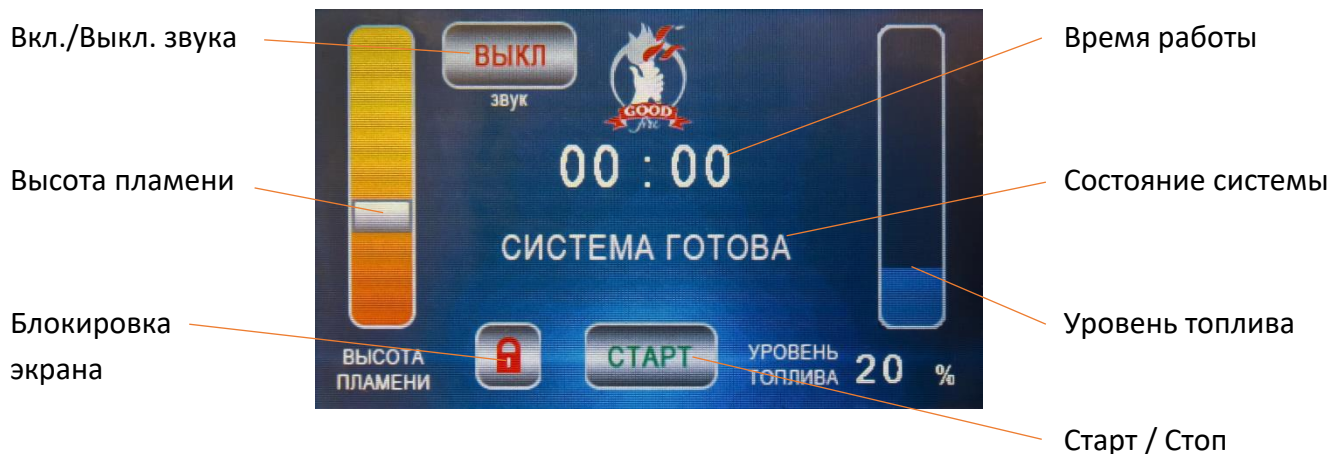 Вкл./Выкл. звука
Высота пламени
Блокировка
экрана
ВЫКЛ
звук
GOOD
fire
00 : 00
СИСТЕМА ГОТОВА
ВЫСОТА
ПЛАМЕНИ
СТАРТ
УРОВЕНЬ
ТОПЛИВА 20 %
Время работы
Состояние системы
Уровень топлива
Старт / Стоп